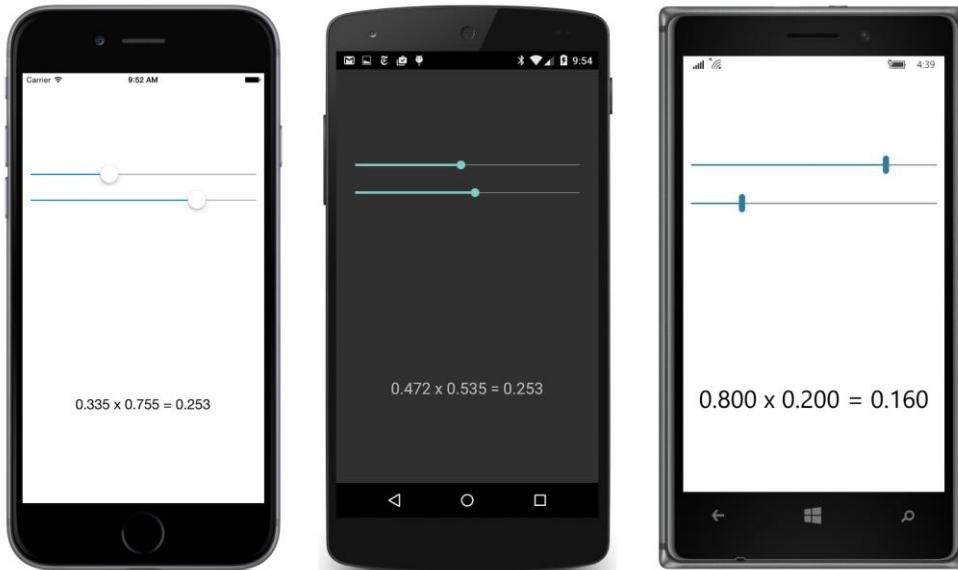 Carrier 9:52 AM
0.335 x 0.755 = 0.253
9:54
0.472 x 0.535 = 0.253
4:39
0.800 x 0.200 = 0.160